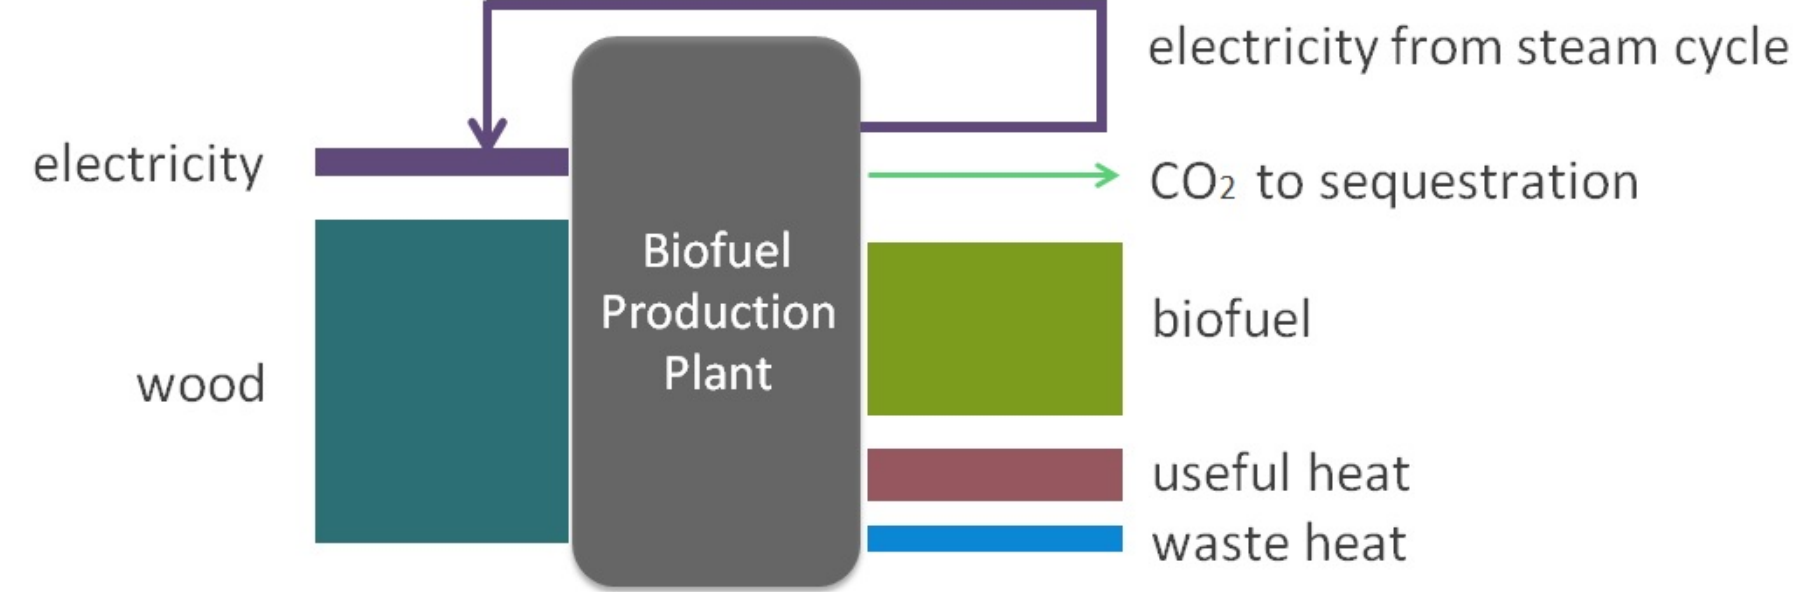 electricity from steam cycle
electricity
CO2 to sequestration
Biofuel
Production
Plant
biofuel
wood
useful heat
waste heat